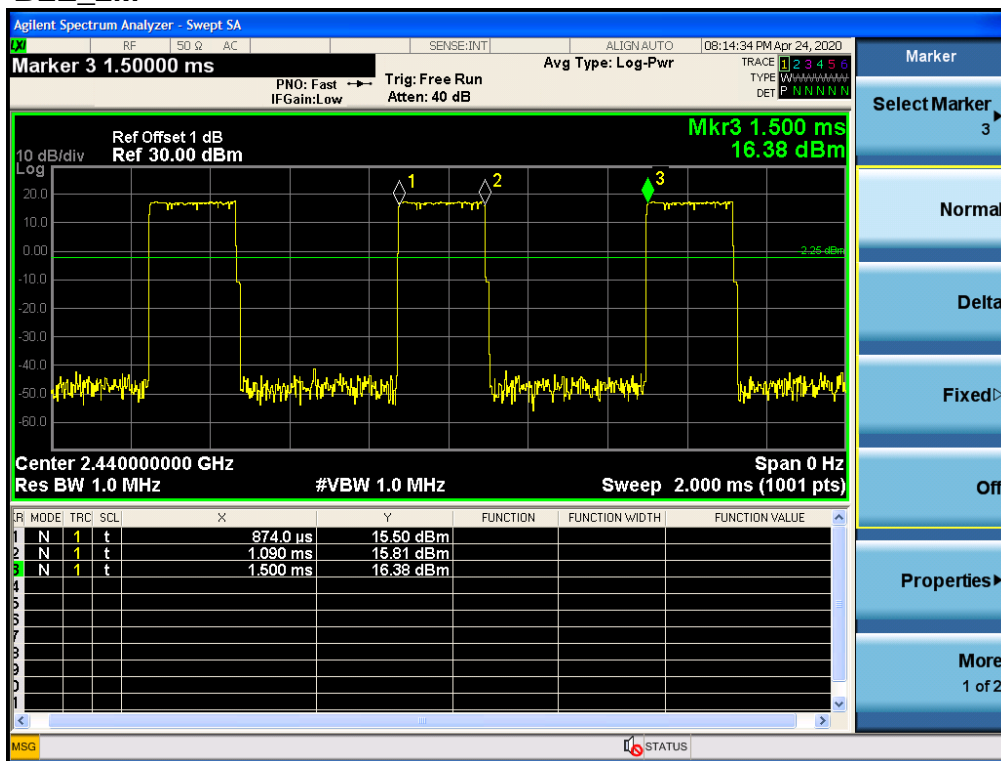 Agilent Spectrum Analyzer - Swept SA
LXI RF 50 Ω AC SENSE:INT ALIGN AUTO 08:14:34 PM Apr 24, 2020
Marker 3 1.50000 ms
PNO: Fast
IFGain:Low
Trig: Free Run
Atten: 40 dB
Avg Type: Log-Pwr
TRACE 1 2 3 4 5 6
TYPE
DET P N N N N N
Mkr3 1.500 ms
16.38 dBm
Ref Offset 1 dB
10 dB/div Ref 30.00 dBm
Log
1 2 3
20.0
10.0
0.00
2.25 dBm
-10.0
-20.0
-30.0
-40.0
-50.0
-60.0
Center 2.440000000 GHz Span 0 Hz
Res BW 1.0 MHz #VBW 1.0 MHz Sweep 2.000 ms (1001 pts)
MODE TRC SCL X Y FUNCTION FUNCTION WIDTH FUNCTION VALUE
1 N 1 t 874.0 µs 15.50 dBm
2 N 1 t 1.090 ms 15.81 dBm
3 N 1 t 1.500 ms 16.38 dBm
4
5
6
7
8
9
MSG STATUS
Marker
Select Marker
3
Normal
Delta
Fixed
Off
Properties
More
1 of 2